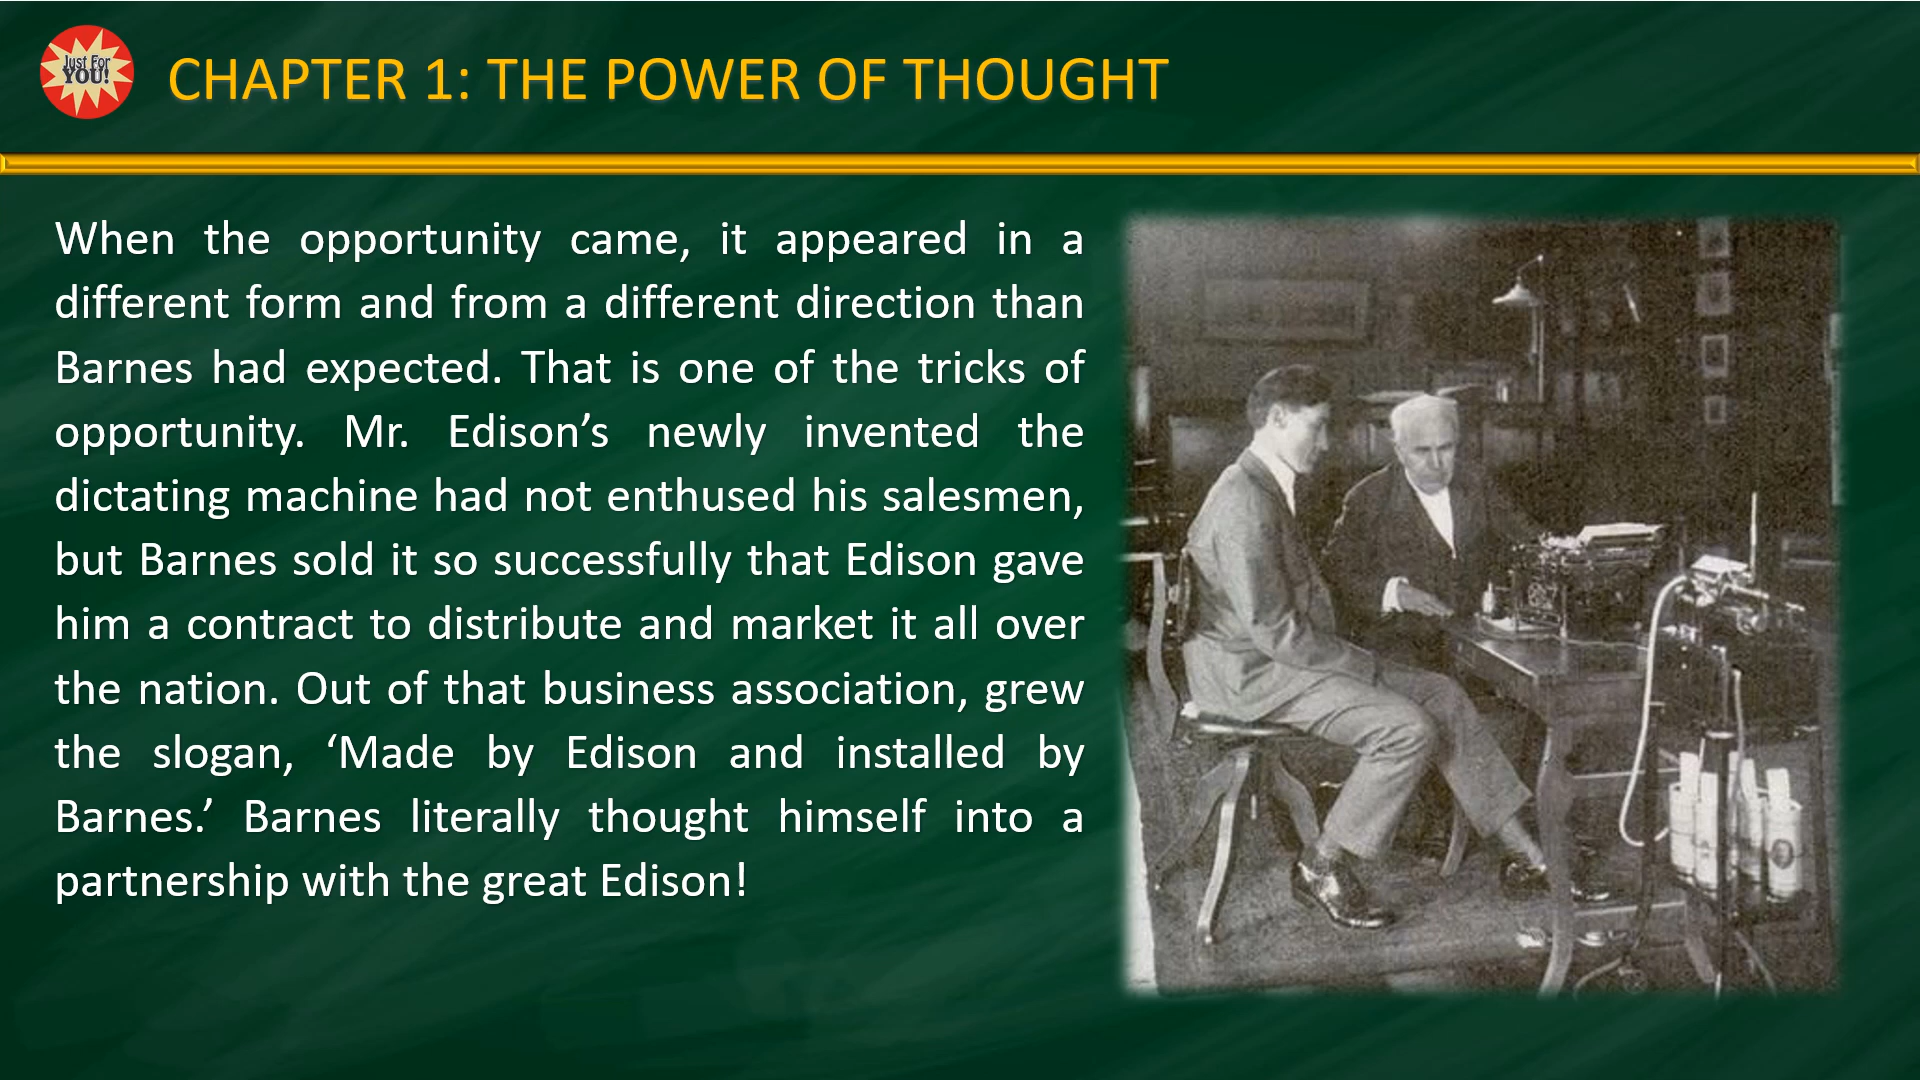 Just For
YOU!
CHAPTER 1: THE POWER OF THOUGHT
When the opportunity came, it appeared in a
different form and from a different direction than
Barnes had expected. That is one of the tricks of
opportunity. Mr. Edison’s newly invented the
dictating machine had not enthused his salesmen,
but Barnes sold it so successfully that Edison gave
him a contract to distribute and market it all over
the nation. Out of that business association, grew
the slogan, ‘Made by Edison and installed by
Barnes.’ Barnes literally thought himself into a
partnership with the great Edison!